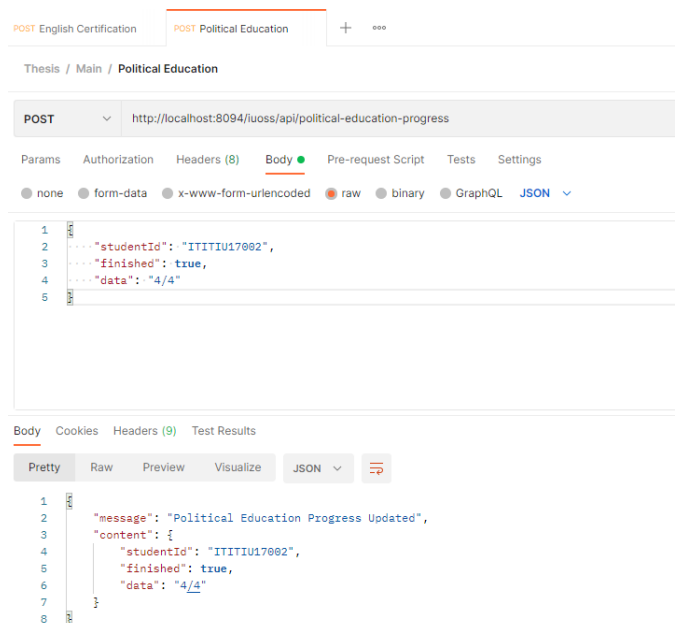 POST English Certification
POST Political Education
+
ooo
Thesis / Main / Political Education
POST http://localhost:8094/iuoss/api/political-education-progress
Params Authorization Headers (8) Body Pre-request Script Tests Settings
none form-data x-www-form-urlencoded raw binary GraphQL JSON
1 {
2 "studentId": "ITITIU17002",
3 "finished": true,
4 "data": "4/4"
5 }
Body Cookies Headers (9) Test Results
Pretty Raw Preview Visualize JSON
1 {
2 "message": "Political Education Progress Updated",
3 "content": {
4 "studentId": "ITITIU17002",
5 "finished": true,
6 "data": "4/4"
7 }
8 }